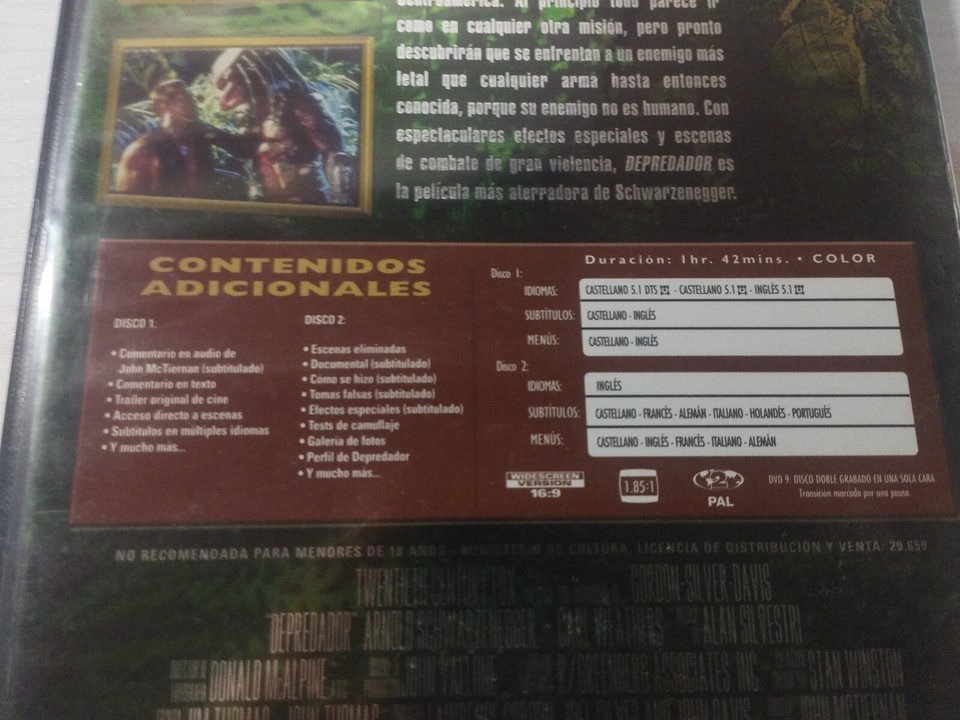 Centroamérica. Al principio todo parece ir
como en cualquier otra misión, pero pronto
descubrirán que se enfrentan a un enemigo más
letal que cualquier arma hasta entonces
conocida, porque su enemigo no es humano. Con
espectaculares efectos especiales y escenas
de combate de gran violencia, DEPREDADOR es
la película más aterradora de Schwarzenegger.
CONTENIDOS
ADICIONALES
DISCO 1:
• Comentario en audio de
John McTiernan (subtitulado)
• Comentario en texto
• Trailer original de cine
• Acceso directo a escenas
• Subtítulos en múltiples idiomas
• Y mucho más...
DISCO 2:
• Escenas eliminadas
• Documental (subtitulado)
• Cómo se hizo (subtitulado)
• Tomas falsas (subtitulado)
• Efectos especiales (subtitulado)
• Tests de camuflaje
• Galeria de fotos
• Perfil de Depredador
• Y mucho más...
Duración: 1hr. 42mins. • COLOR
Disco 1:
IDIOMAS: CASTELLANO 5.1 DTS - CASTELLANO 5.1 - INGLÉS 5.1
SUBTÍTULOS: CASTELLANO - INGLÉS
MENÚS: CASTELLANO - INGLÉS
Disco 2:
IDIOMAS: INGLÉS
SUBTÍTULOS: CASTELLANO - FRANCÉS - ALEMÁN - ITALIANO - HOLANDÉS - PORTUGUÉS
MENÚS: CASTELLANO - INGLÉS - FRANCÉS - ITALIANO - ALEMÁN
WIDESCREEN
VERSION
16:9
1.85:1
2
PAL
DVD 9: DISCO DOBLE GRABADO EN UNA SOLA CARA.
Transición marcada por una pausa.
NO RECOMENDADA PARA MENORES DE 18 AÑOS - MINISTERIO DE CULTURA, LICENCIA DE DISTRIBUCIÓN Y VENTA: 29.659
TWENTIETH CENTURY FOX GORDON-SILVER-DAVIS
"DEPREDADOR" ARNOLD SCHWARZENEGGER CARL WEATHERS ALAN SILVESTRI
DONALD M.ALPINE R/GREENBERG ASSOCIATES INC. STAN WINSTON
JIM THOMAS JOHN THOMAS JOHN McTIERNAN